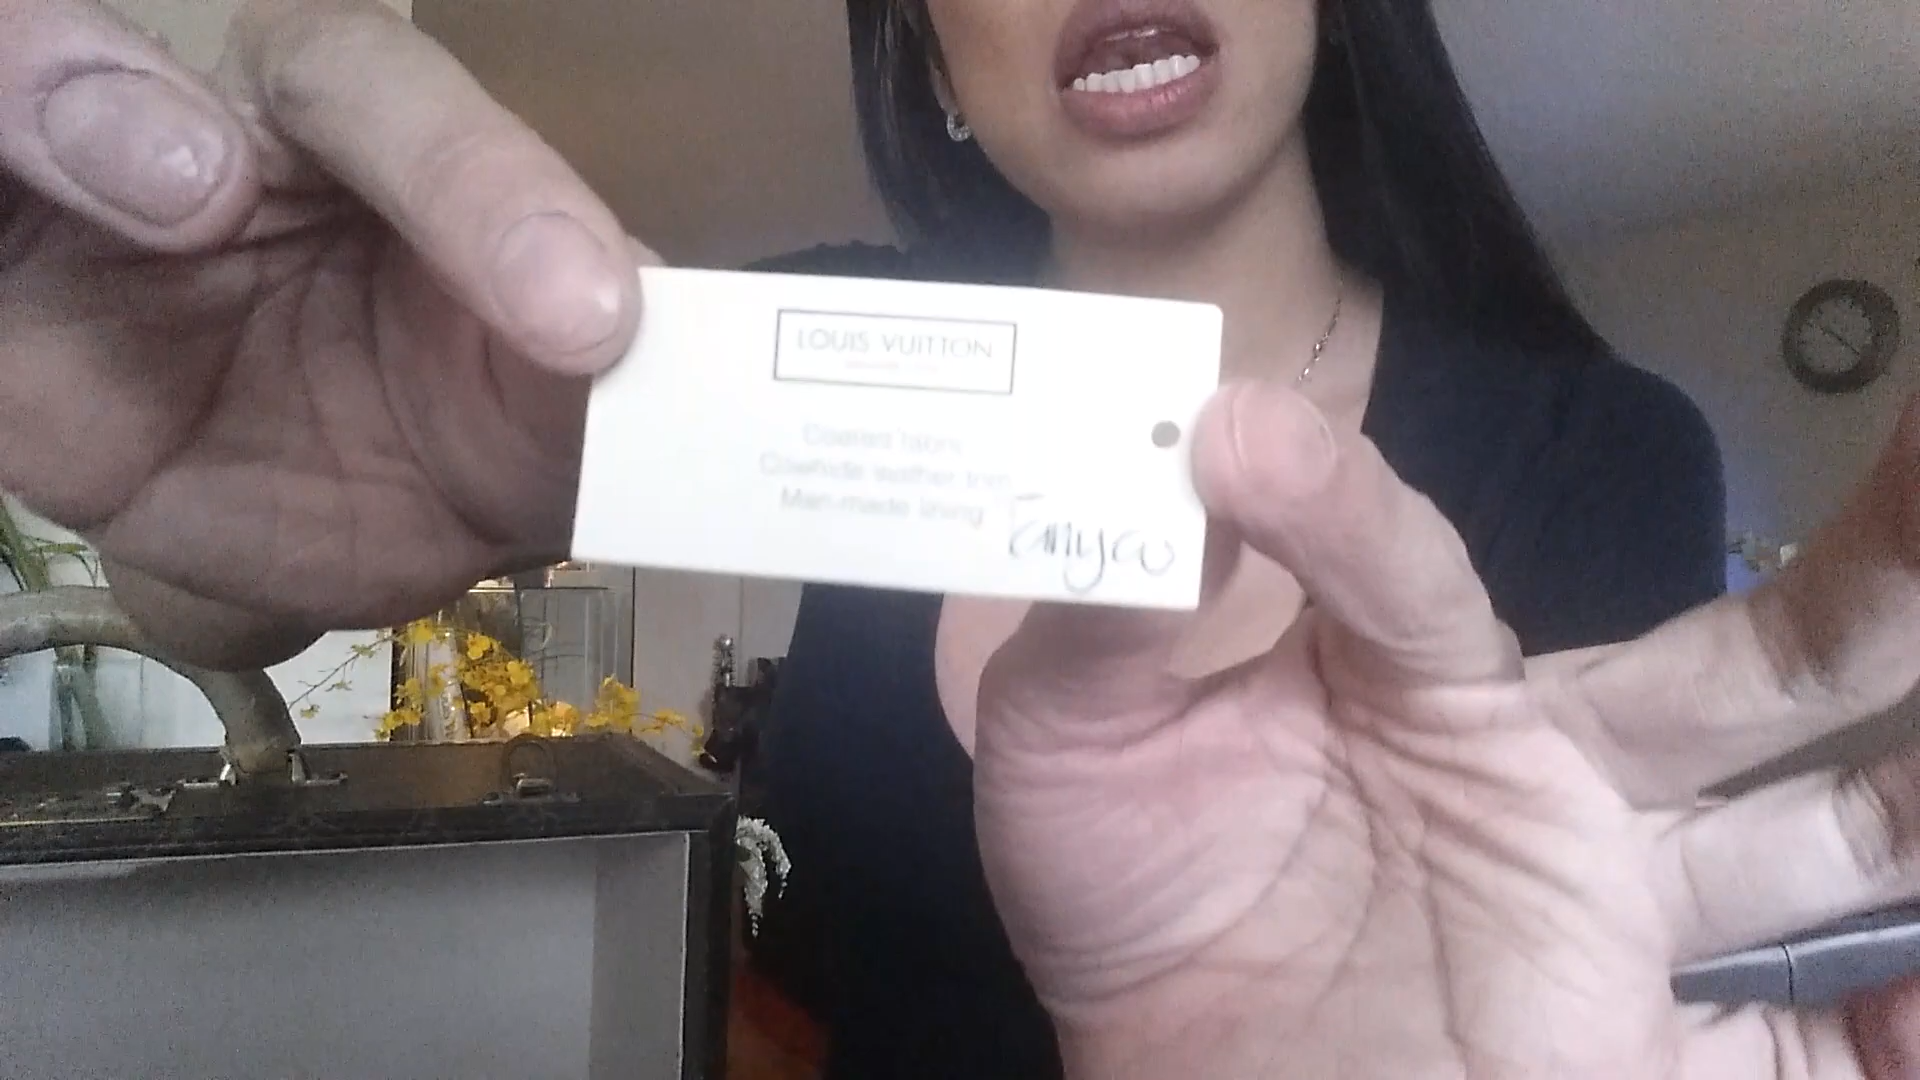 LOUIS VUITTON
Coated fabric
Cowhide leather trim
Man-made lining
Tanya